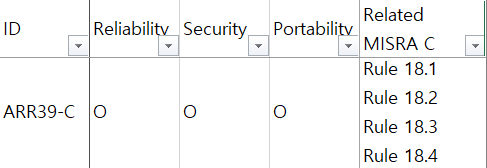 ID Reliability Security Portability Related MISRA C
ARR39-C O O O Rule 18.1
Rule 18.2
Rule 18.3
Rule 18.4